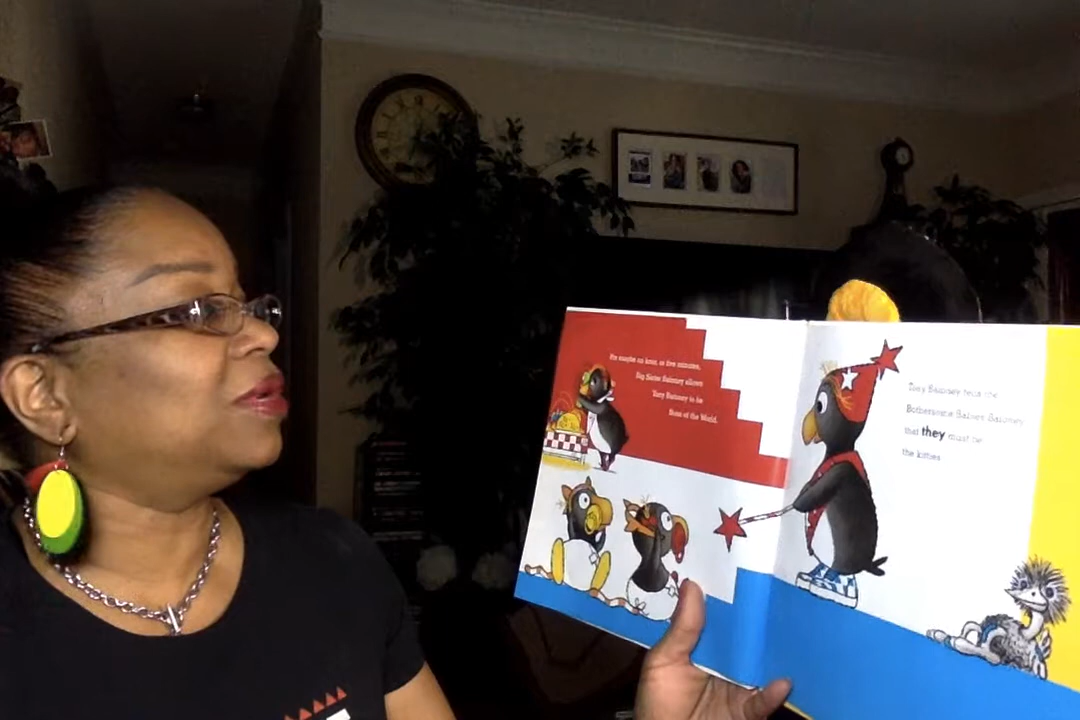 For maybe an hour, or five minutes,
Big Sister Baloney allows
Tony Baloney to be
Boss of the World.
Tony Baloney tells the
Bothersome Babies Baloney
that they must be
the kitties